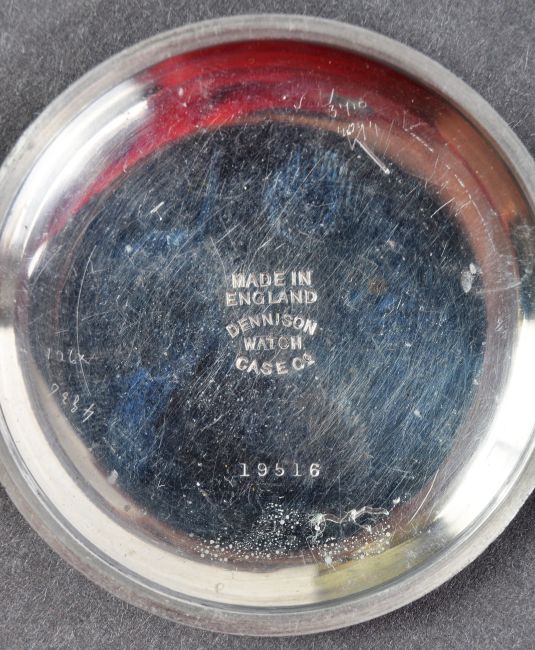 MADE IN
ENGLAND
DENNISON
WATCH
CASE Cº
19516